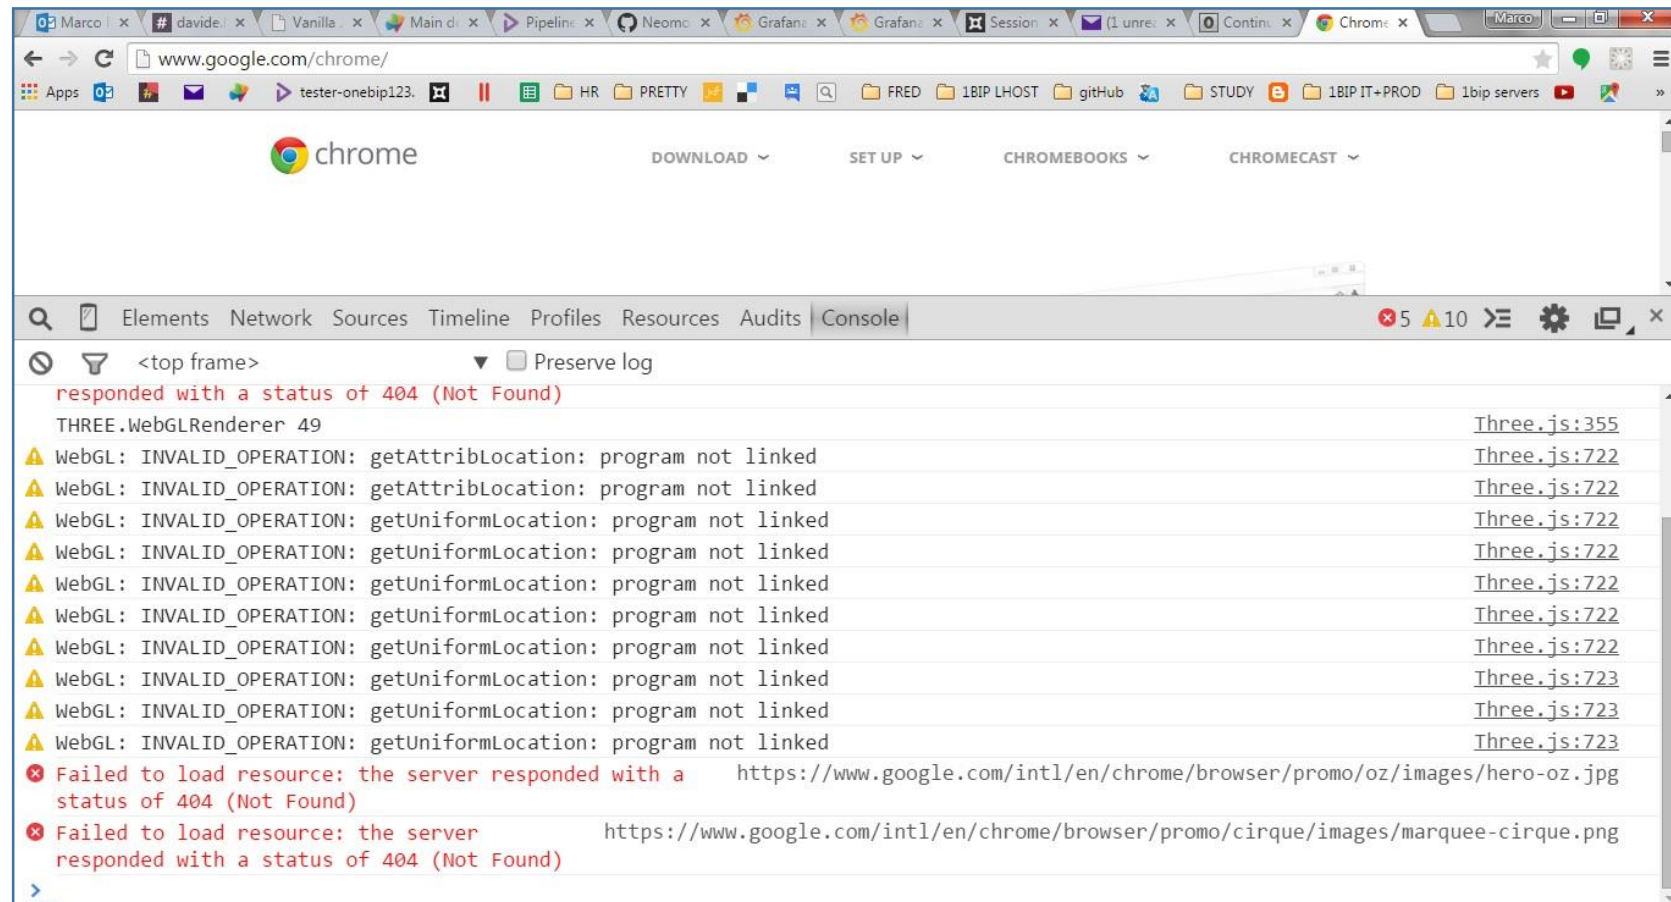 Marco
davide.
Vanilla
Main d
Pipeline
Neomo
Grafana
Grafana
Session
(1 unre
Contin
Chrome
Marco
www.google.com/chrome/
Apps
tester-onebip123.
HR
PRETTY
FRED
1BIP LHOST
gitHub
STUDY
1BIP IT+PROD
1bip servers
»
chrome
DOWNLOAD
SET UP
CHROMEBOOKS
CHROMECAST
Elements Network Sources Timeline Profiles Resources Audits Console
5 10
<top frame> Preserve log
responded with a status of 404 (Not Found)
THREE.WebGLRenderer 49 Three.js:355
WebGL: INVALID_OPERATION: getAttribLocation: program not linked Three.js:722
WebGL: INVALID_OPERATION: getAttribLocation: program not linked Three.js:722
WebGL: INVALID_OPERATION: getUniformLocation: program not linked Three.js:722
WebGL: INVALID_OPERATION: getUniformLocation: program not linked Three.js:722
WebGL: INVALID_OPERATION: getUniformLocation: program not linked Three.js:722
WebGL: INVALID_OPERATION: getUniformLocation: program not linked Three.js:722
WebGL: INVALID_OPERATION: getUniformLocation: program not linked Three.js:722
WebGL: INVALID_OPERATION: getUniformLocation: program not linked Three.js:723
WebGL: INVALID_OPERATION: getUniformLocation: program not linked Three.js:723
WebGL: INVALID_OPERATION: getUniformLocation: program not linked Three.js:723
Failed to load resource: the server responded with a https://www.google.com/intl/en/chrome/browser/promo/oz/images/hero-oz.jpg
status of 404 (Not Found)
Failed to load resource: the server https://www.google.com/intl/en/chrome/browser/promo/cirque/images/marquee-cirque.png
responded with a status of 404 (Not Found)
>